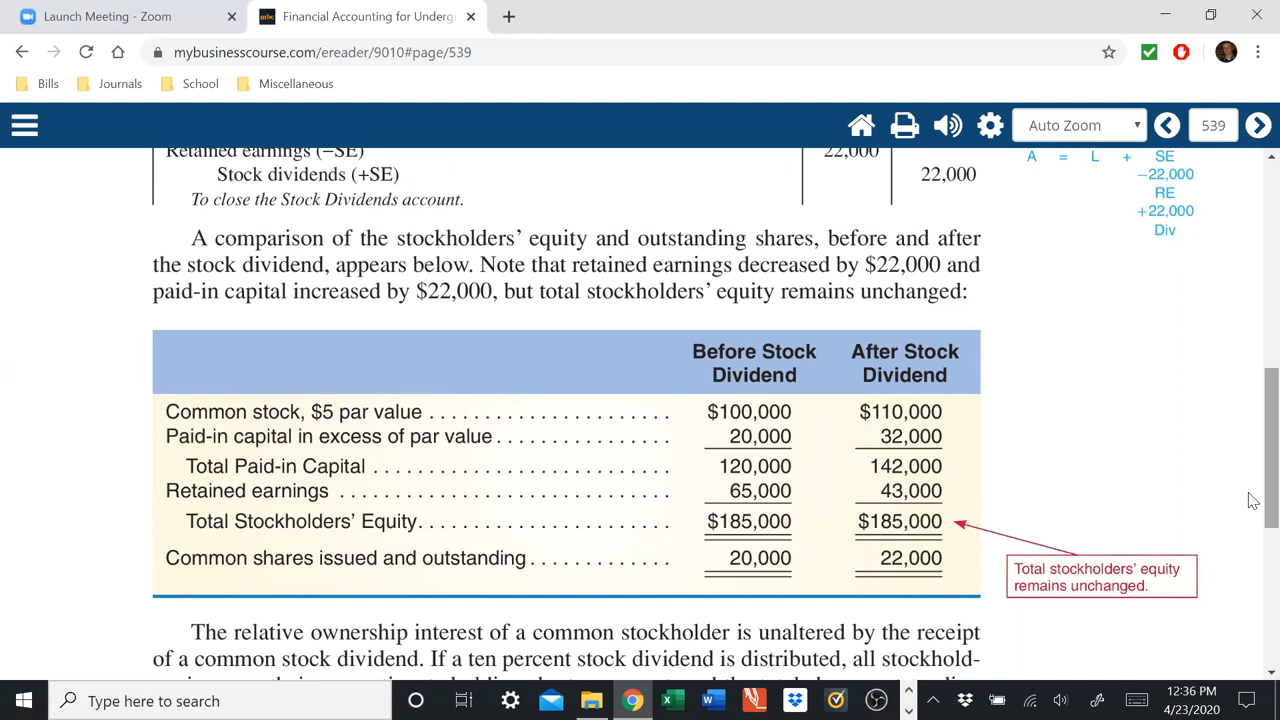 Launch Meeting - Zoom
Financial Accounting for Underg
mybusinesscourse.com/ereader/9010#page/539
Bills
Journals
School
Miscellaneous
Auto Zoom
539
Retained earnings (−SE) 22,000
Stock dividends (+SE) 22,000
To close the Stock Dividends account.
A = L + SE
−22,000
RE
+22,000
Div
A comparison of the stockholders’ equity and outstanding shares, before and after
the stock dividend, appears below. Note that retained earnings decreased by $22,000 and
paid-in capital increased by $22,000, but total stockholders’ equity remains unchanged:
Before Stock After Stock
Dividend Dividend
Common stock, $5 par value . . . . . . . . . . . . . . . . . . . . . . $100,000 $110,000
Paid-in capital in excess of par value . . . . . . . . . . . . . . . . 20,000 32,000
Total Paid-in Capital . . . . . . . . . . . . . . . . . . . . . . . . . . . 120,000 142,000
Retained earnings . . . . . . . . . . . . . . . . . . . . . . . . . . . . . . 65,000 43,000
Total Stockholders’ Equity. . . . . . . . . . . . . . . . . . . . . . . $185,000 $185,000
Common shares issued and outstanding . . . . . . . . . . . . . 20,000 22,000
Total stockholders’ equity
remains unchanged.
The relative ownership interest of a common stockholder is unaltered by the receipt
of a common stock dividend. If a ten percent stock dividend is distributed, all stockhold-
Type here to search
12:36 PM
4/23/2020